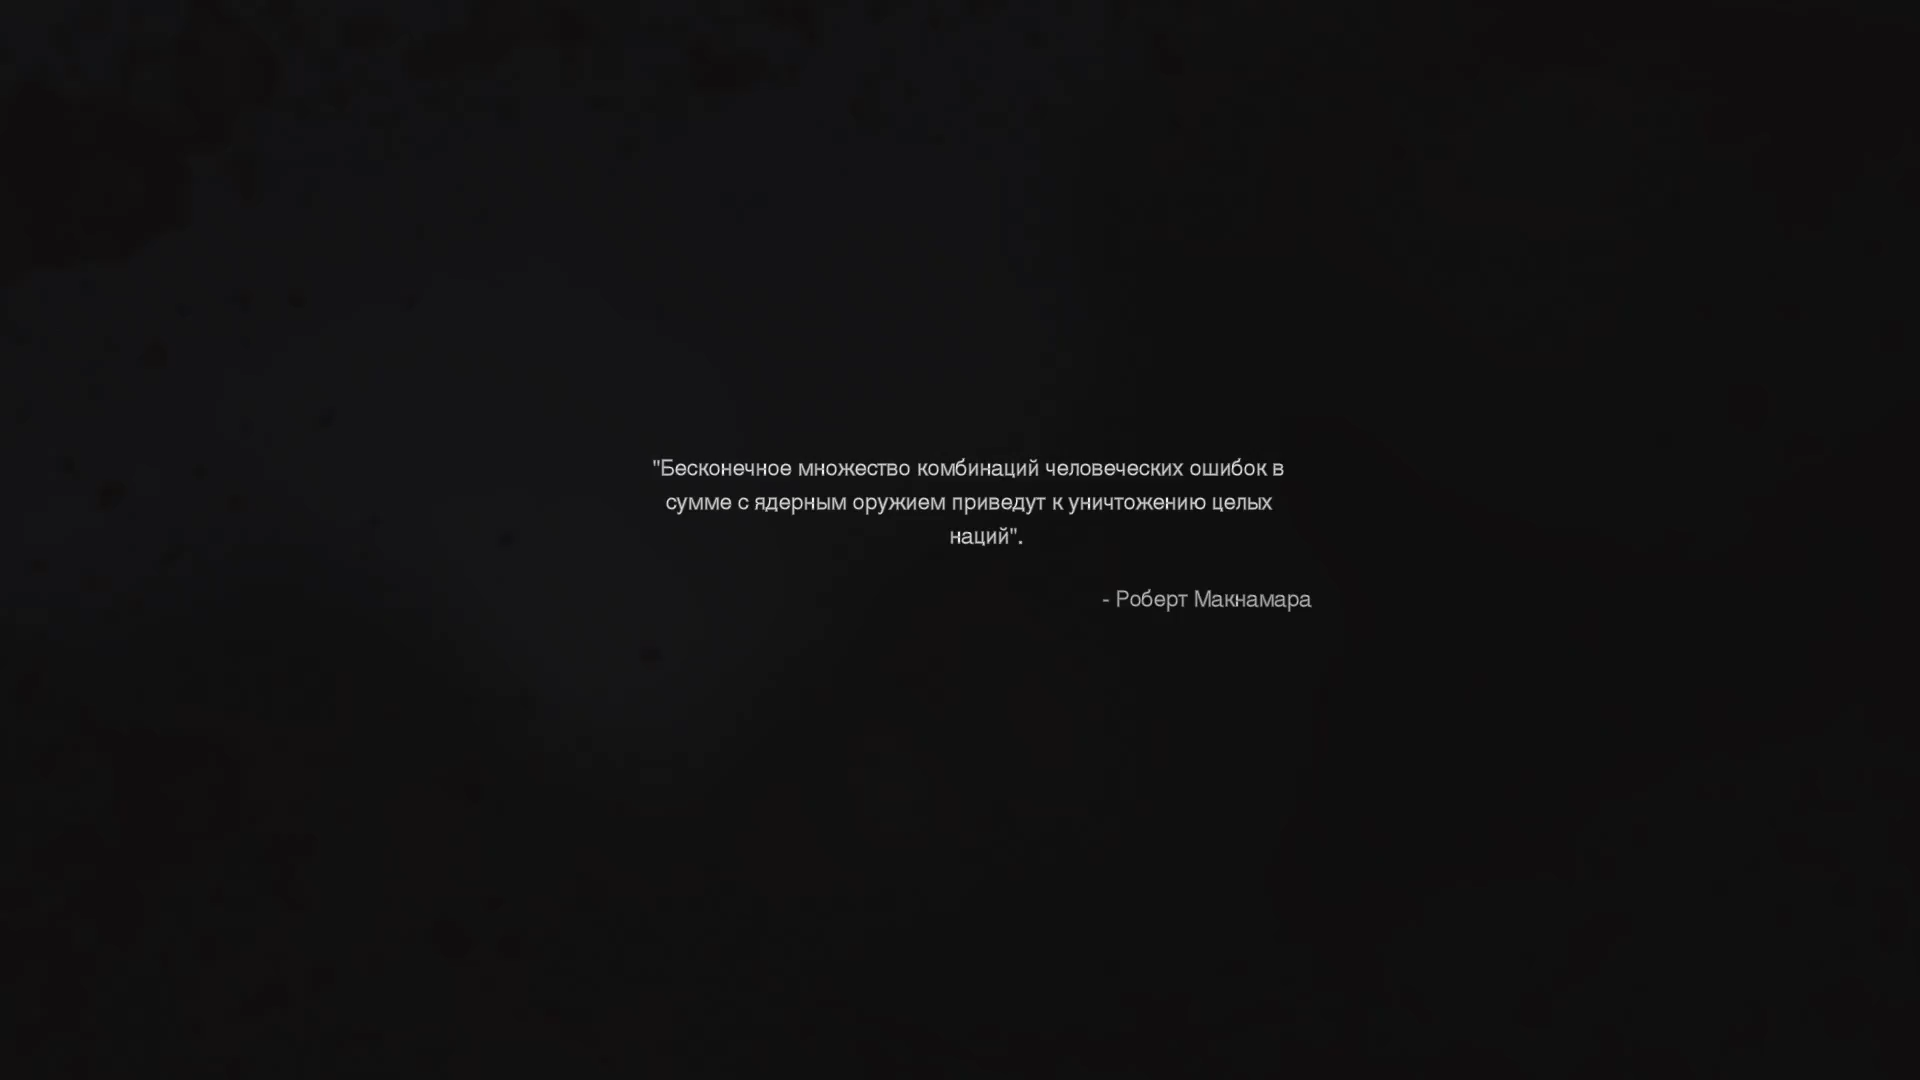 "Бесконечное множество комбинаций человеческих ошибок в
сумме с ядерным оружием приведут к уничтожению целых
наций".
- Роберт Макнамара